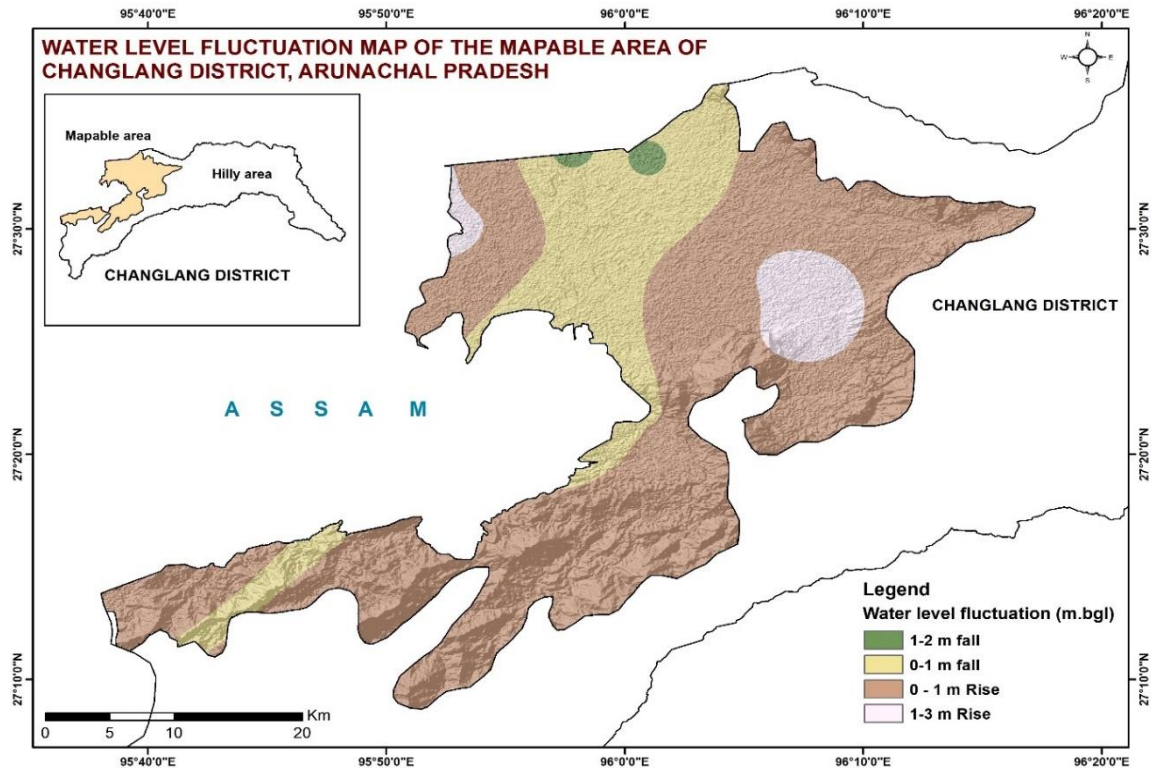 95°40'0"E 95°50'0"E 96°0'0"E 96°10'0"E 96°20'0"E
WATER LEVEL FLUCTUATION MAP OF THE MAPABLE AREA OF
CHANGLANG DISTRICT, ARUNACHAL PRADESH
N
W E
S
Mapable area
Hilly area
CHANGLANG DISTRICT
27°30'0"N 27°30'0"N
CHANGLANG DISTRICT
A S S A M
27°20'0"N 27°20'0"N
Legend
Water level fluctuation (m.bgl)
1-2 m fall
0-1 m fall
0 - 1 m Rise
1-3 m Rise
27°10'0"N 27°10'0"N
Km
0 5 10 20
95°40'0"E 95°50'0"E 96°0'0"E 96°10'0"E 96°20'0"E